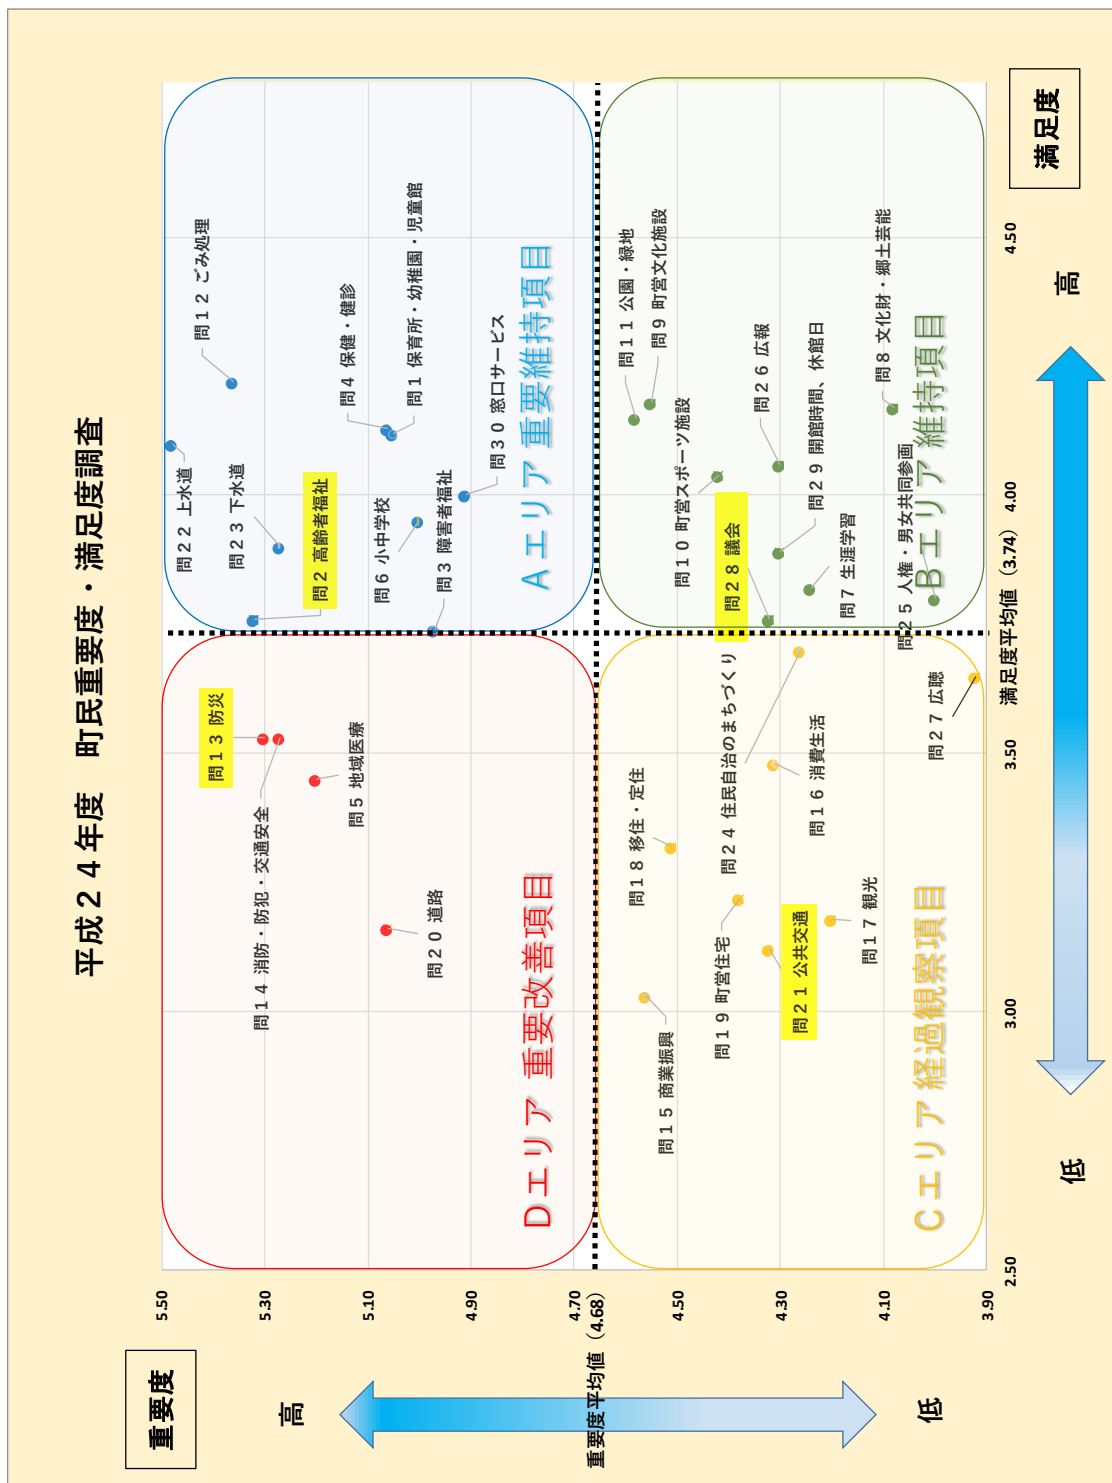 平成２４年度　町民重要度・満足度調査
重要度
高
重要度平均値（4.68）
低
5.50
5.30
5.10
4.90
4.70
4.50
4.30
4.10
3.90
Dエリア 重要改善項目
問１３ 防災
問１４ 消防・防犯・交通安全
問５ 地域医療
問２０ 道路
Aエリア 重要維持項目
問２２ 上水道
問１２ ごみ処理
問２３ 下水道
問２ 高齢者福祉
問４ 保健・健診
問１ 保育所・幼稚園・児童館
問６ 小中学校
問３ 障害者福祉
問３０ 窓口サービス
Cエリア 経過観察項目
問１５ 商業振興
問１８ 移住・定住
問１９ 町営住宅
問２４ 住民自治のまちづくり
問２１ 公共交通
問１６ 消費生活
問１７ 観光
問２７ 広聴
Bエリア 維持項目
問１１ 公園・緑地
問９ 町営文化施設
問１０ 町営スポーツ施設
問２８ 議会
問２６ 広報
問２９ 開館時間、休館日
問７ 生涯学習
問８ 文化財・郷土芸能
問２５ 人権・男女共同参画
2.50
3.00
3.50
4.00
4.50
満足度平均値（3.74）
低
高
満足度